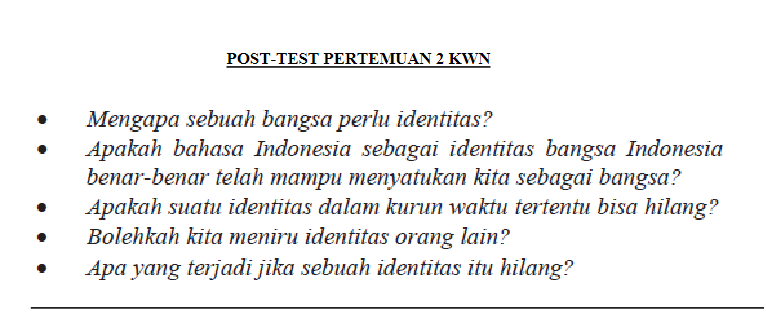 POST-TEST PERTEMUAN 2 KWN
• Mengapa sebuah bangsa perlu identitas?
• Apakah bahasa Indonesia sebagai identitas bangsa Indonesia
benar-benar telah mampu menyatukan kita sebagai bangsa?
• Apakah suatu identitas dalam kurun waktu tertentu bisa hilang?
• Bolehkah kita meniru identitas orang lain?
• Apa yang terjadi jika sebuah identitas itu hilang?